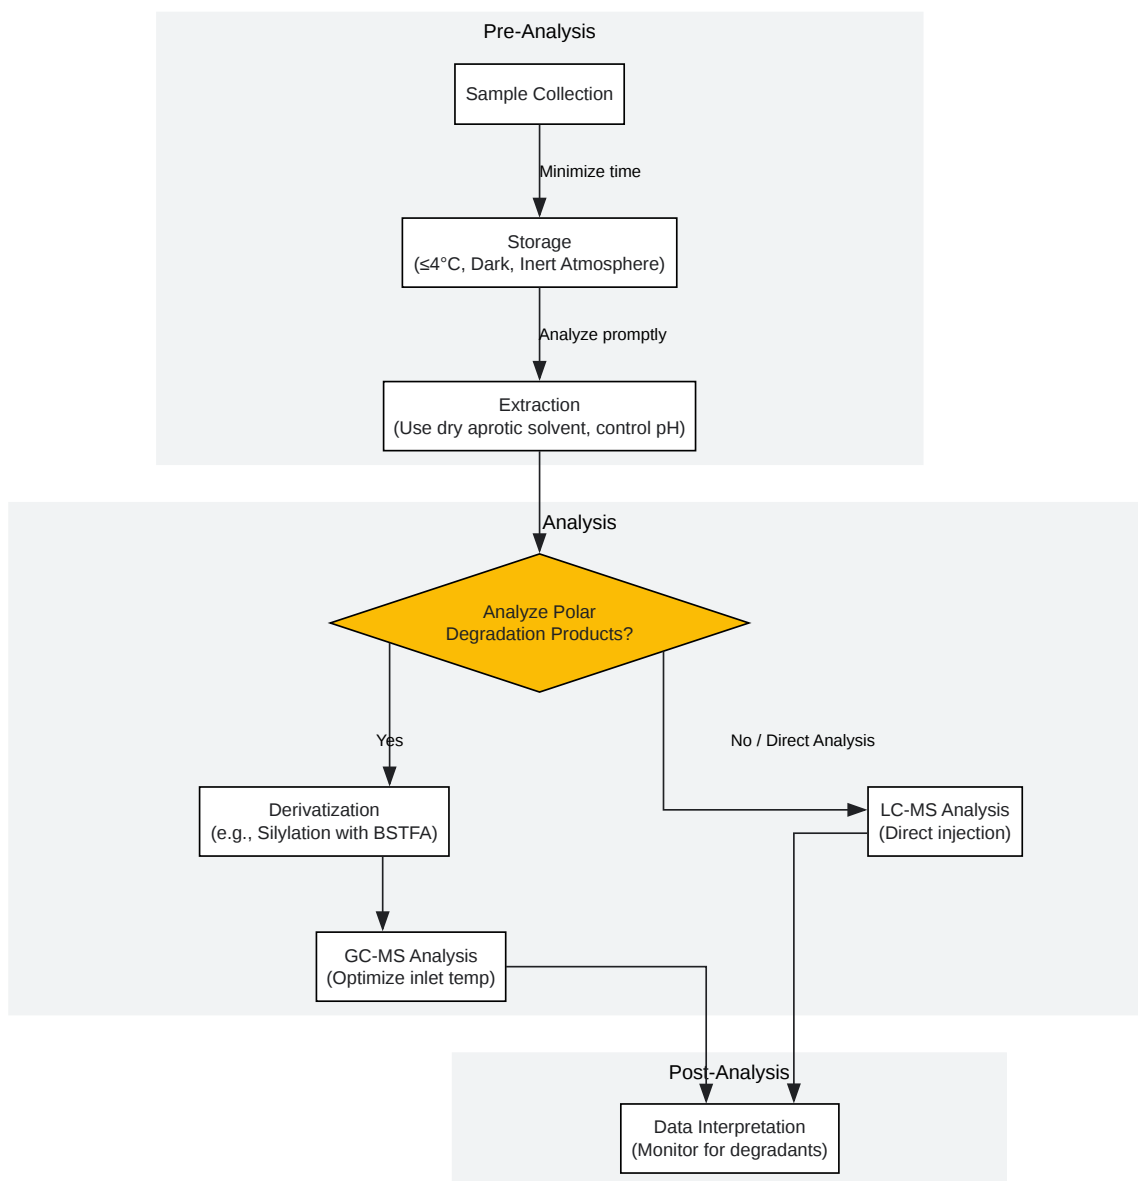 Pre-Analysis
Sample Collection
Minimize time
Storage
(≤4°C, Dark, Inert Atmosphere)
Analyze promptly
Extraction
(Use dry aprotic solvent, control pH)
Analysis
Analyze Polar
Degradation Products?
Yes
No / Direct Analysis
Derivatization
(e.g., Silylation with BSTFA)
LC-MS Analysis
(Direct injection)
GC-MS Analysis
(Optimize inlet temp)
Post-Analysis
Data Interpretation
(Monitor for degradants)